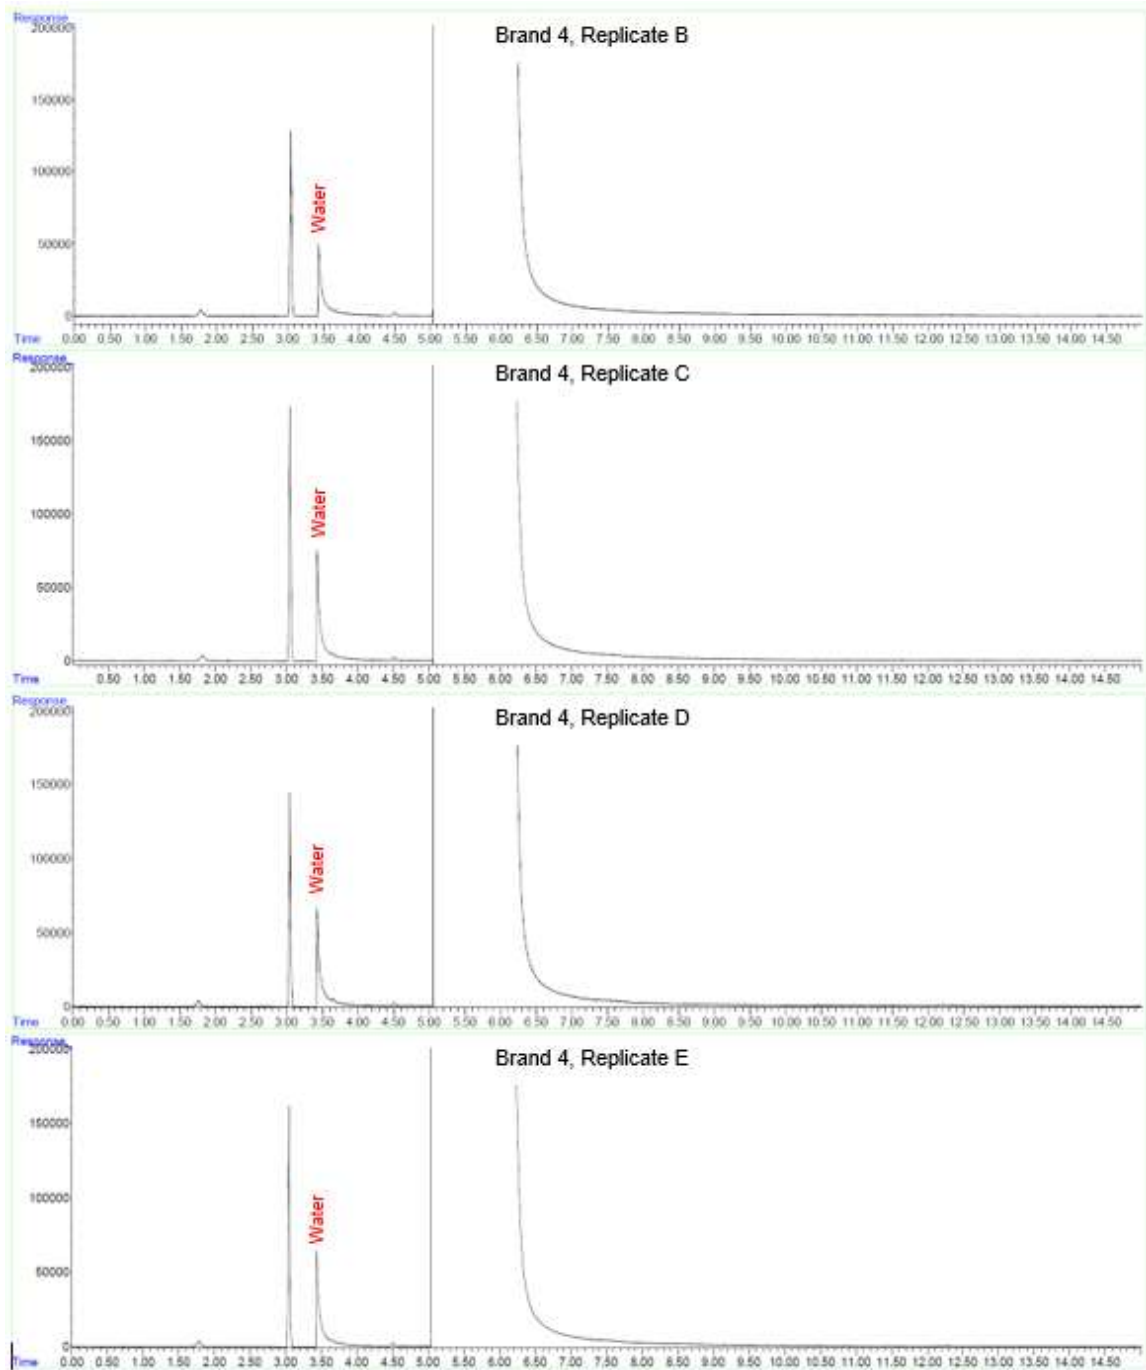 Response
200000
Brand 4, Replicate B
150000
100000
Water
50000
0
Time 0.00 0.50 1.00 1.50 2.00 2.50 3.00 3.50 4.00 4.50 5.00 5.50 6.00 6.50 7.00 7.50 8.00 8.50 9.00 9.50 10.00 10.50 11.00 11.50 12.00 12.50 13.00 13.50 14.00 14.50
Response
200000
Brand 4, Replicate C
150000
100000
Water
50000
0
Time 0.50 1.00 1.50 2.00 2.50 3.00 3.50 4.00 4.50 5.00 5.50 6.00 6.50 7.00 7.50 8.00 8.50 9.00 9.50 10.00 10.50 11.00 11.50 12.00 12.50 13.00 13.50 14.00 14.50
Response
200000
Brand 4, Replicate D
150000
100000
Water
50000
0
Time 0.00 0.50 1.00 1.50 2.00 2.50 3.00 3.50 4.00 4.50 5.00 5.50 6.00 6.50 7.00 7.50 8.00 8.50 9.00 9.50 10.00 10.50 11.00 11.50 12.00 12.50 13.00 13.50 14.00 14.50
Response
200000
Brand 4, Replicate E
150000
100000
Water
50000
0
Time 0.00 0.50 1.00 1.50 2.00 2.50 3.00 3.50 4.00 4.50 5.00 5.50 6.00 6.50 7.00 7.50 8.00 8.50 9.00 9.50 10.00 10.50 11.00 11.50 12.00 12.50 13.00 13.50 14.00 14.50